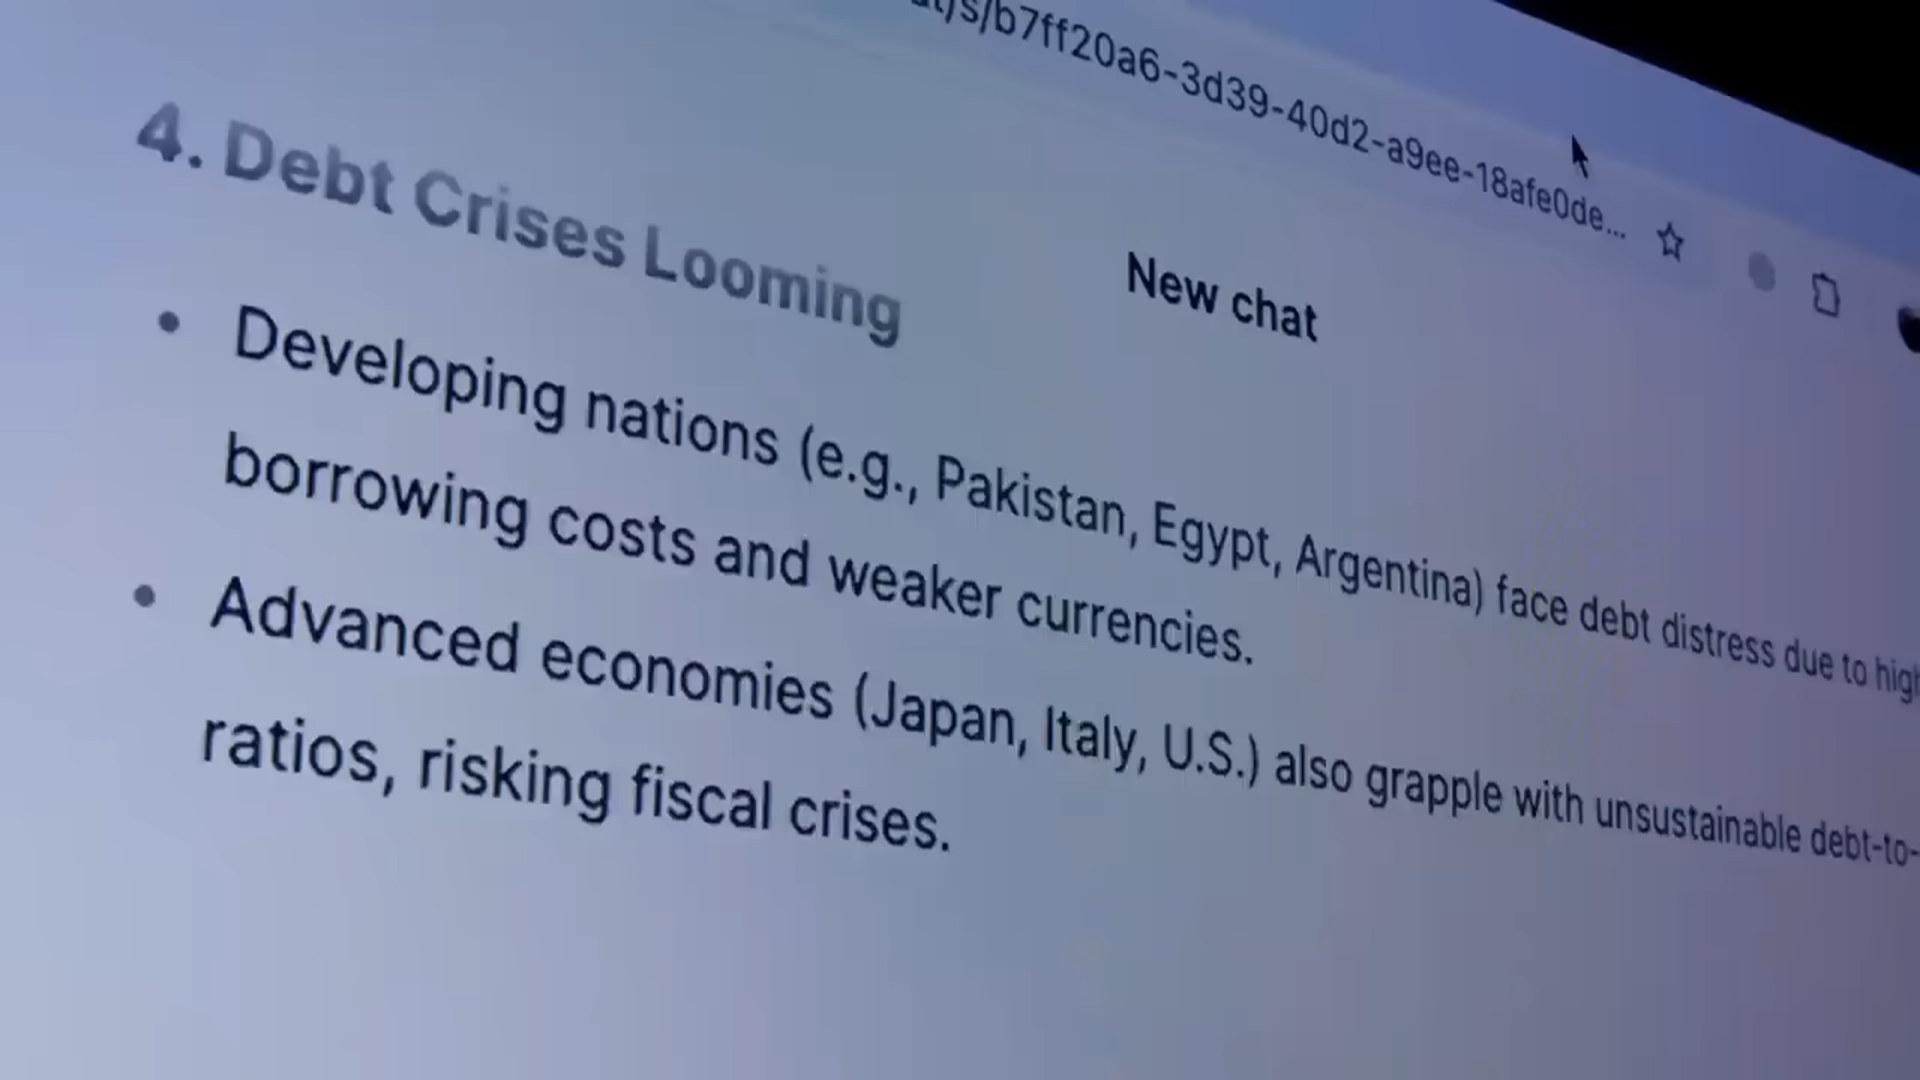 /s/b7ff20a6-3d39-40d2-a9ee-18afe0de...
New chat
4. Debt Crises Looming
• Developing nations (e.g., Pakistan, Egypt, Argentina) face debt distress due to
borrowing costs and weaker currencies.
• Advanced economies (Japan, Italy, U.S.) also grapple with unsustainable debt-to-
ratios, risking fiscal crises.